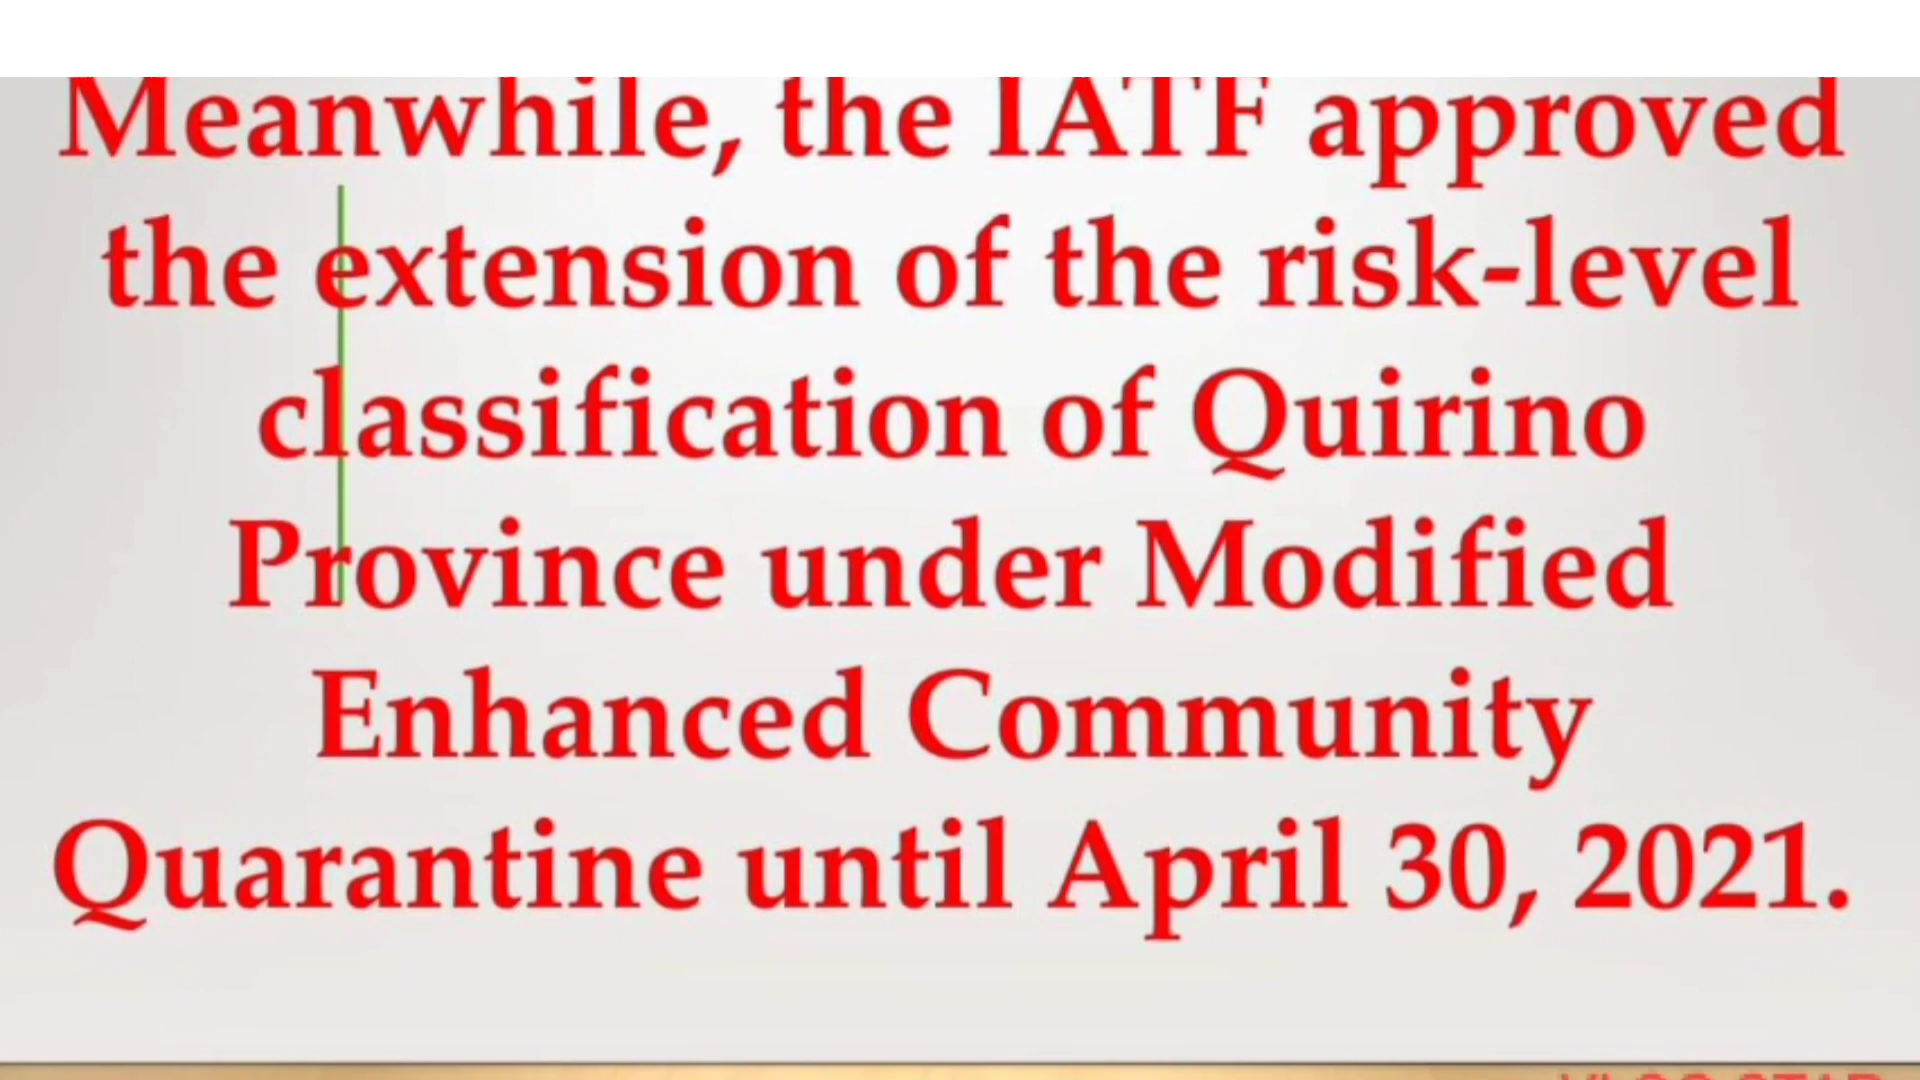 Meanwhile, the IATF approved
the extension of the risk-level
classification of Quirino
Province under Modified
Enhanced Community
Quarantine until April 30, 2021.